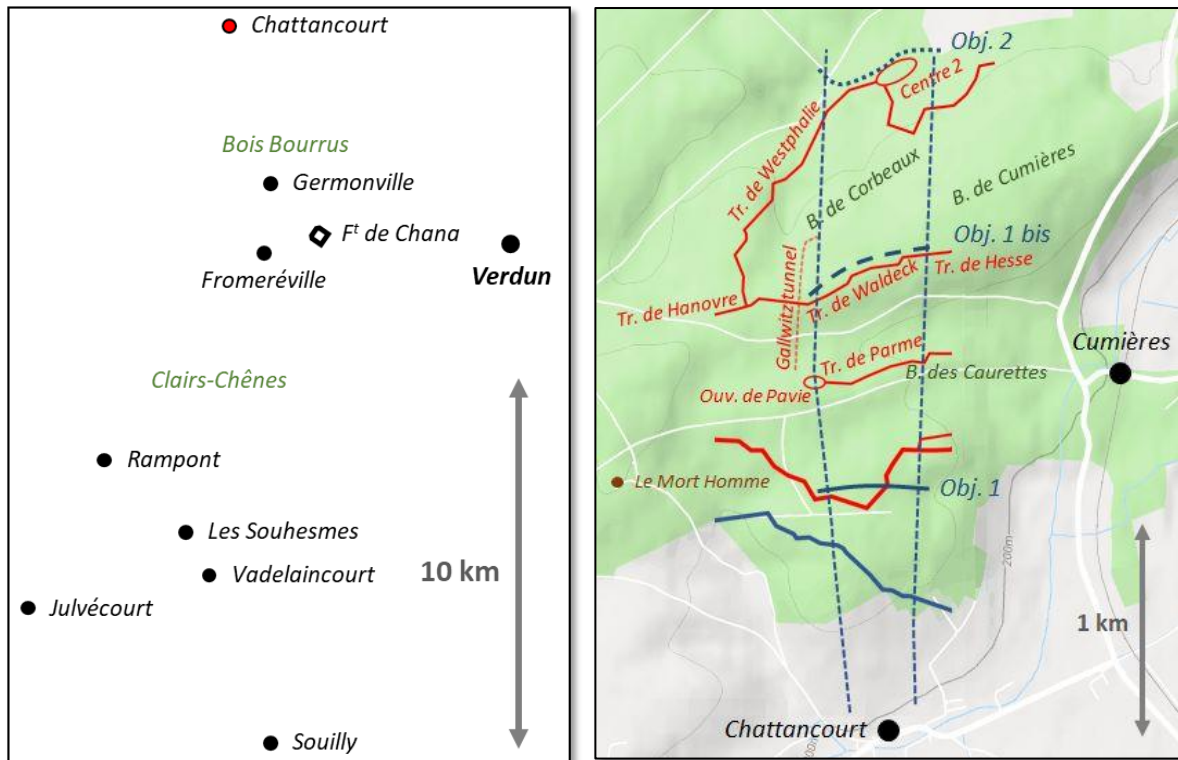 Chattancourt
Bois Bourrus
Germonville
Fᵗ de Chana
Fromeréville
Verdun
Clairs-Chênes
Rampont
Les Souhesmes
Vadelaincourt
10 km
Julvécourt
Souilly
Obj. 2
Centre 2
Tr. de Westphalie
B. de Corbeaux
B. de Cumières
Obj. 1 bis
Tr. de Hesse
Tr. de Waldeck
Tr. de Hanovre
Gallwitz tunnel
Tr. de Parme
Cumières
B. des Caurettes
Ouv. de Pavie
Le Mort Homme
Obj. 1
200m
1 km
Chattancourt